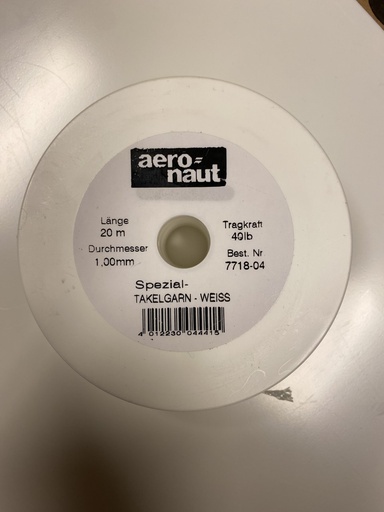 aero=
naut
Länge
20 m
Durchmesser
1,00mm
Tragkraft
40lb
Best. Nr
7718-04
Spezial-
TAKELGARN - WEISS
4 012230 044415